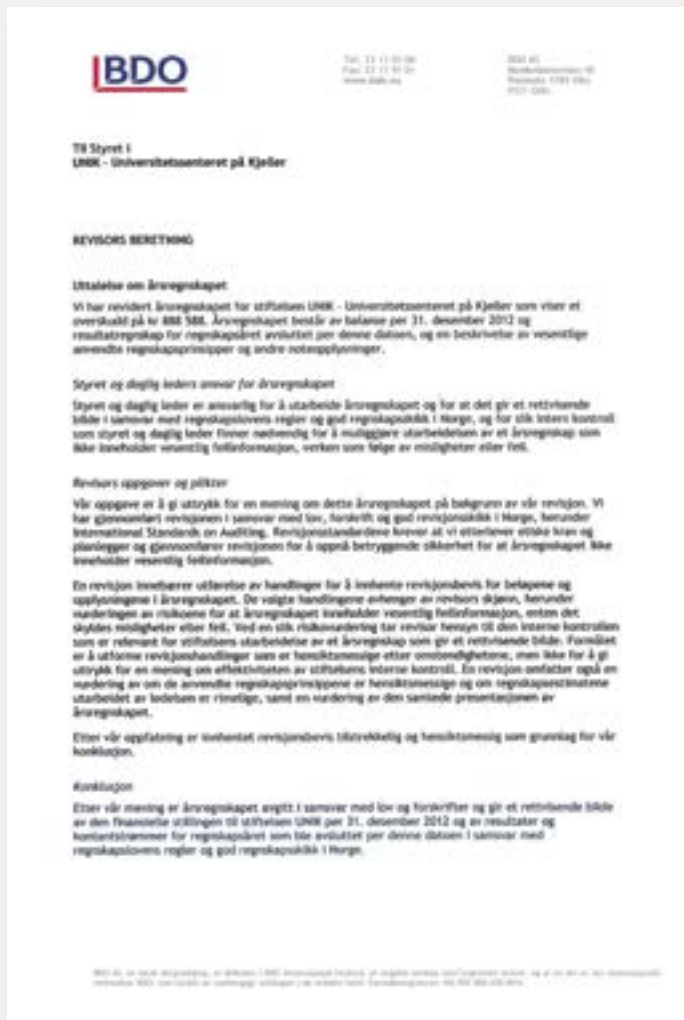 BDO
Til Styret i
UNIK - Universitetssenteret på Kjeller
REVISORS BERETNING
Uttalelse om årsregnskapet
Vi har revidert årsregnskapet for stiftelsen UNIK - Universitetssenteret på Kjeller som viser et
overskudd på kr 888 588. Årsregnskapet består av balanse per 31. desember 2012 og
resultatregnskap for regnskapsåret avsluttet per denne datoen, og en beskrivelse av vesentlige
anvendte regnskapsprinsipper og andre noteopplysninger.
Styret og daglig leders ansvar for årsregnskapet
Styret og daglig leder er ansvarlig for å utarbeide årsregnskapet og for at det gir et rettvisende
bilde i samsvar med regnskapslovens regler og god regnskapsskikk i Norge, og for slik intern kontroll
som styret og daglig leder finner nødvendig for å muliggjøre utarbeidelsen av et årsregnskap som
ikke inneholder vesentlig feilinformasjon, verken som følge av misligheter eller feil.
Revisors oppgaver og plikter
Vår oppgave er å gi uttrykk for en mening om dette årsregnskapet på bakgrunn av vår revisjon. Vi
har gjennomført revisjonen i samsvar med lov, forskrift og god revisjonsskikk i Norge, herunder
International Standards on Auditing. Revisjonsstandardene krever at vi etterlever etiske krav og
planlegger og gjennomfører revisjonen for å oppnå betryggende sikkerhet for at årsregnskapet ikke
inneholder vesentlig feilinformasjon.
En revisjon innebærer utførelse av handlinger for å innhente revisjonsbevis for beløpene og
opplysningene i årsregnskapet. De valgte handlingene avhenger av revisors skjønn, herunder
vurderingen av risikoene for at årsregnskapet inneholder vesentlig feilinformasjon, enten det
skyldes misligheter eller feil. Ved en slik risikovurdering tar revisor hensyn til den interne kontrollen
som er relevant for stiftelsens utarbeidelse av et årsregnskap som gir et rettvisende bilde. Formålet
er å utforme revisjonshandlinger som er hensiktsmessige etter omstendighetene, men ikke for å gi
uttrykk for en mening om effektiviteten av stiftelsens interne kontroll. En revisjon omfatter også en
vurdering av om de anvendte regnskapsprinsippene er hensiktsmessige og om regnskapsestimatene
utarbeidet av ledelsen er rimelige, samt en vurdering av den samlede presentasjonen av
årsregnskapet.
Etter vår oppfatning er innhentet revisjonsbevis tilstrekkelig og hensiktsmessig som grunnlag for vår
konklusjon.
Konklusjon
Etter vår mening er årsregnskapet avgitt i samsvar med lov og forskrifter og gir et rettvisende bilde
av den finansielle stillingen til stiftelsen UNIK per 31. desember 2012 og av resultater og
kontantstrømmer for regnskapsåret som ble avsluttet per denne datoen i samsvar med
regnskapslovens regler og god regnskapsskikk i Norge.